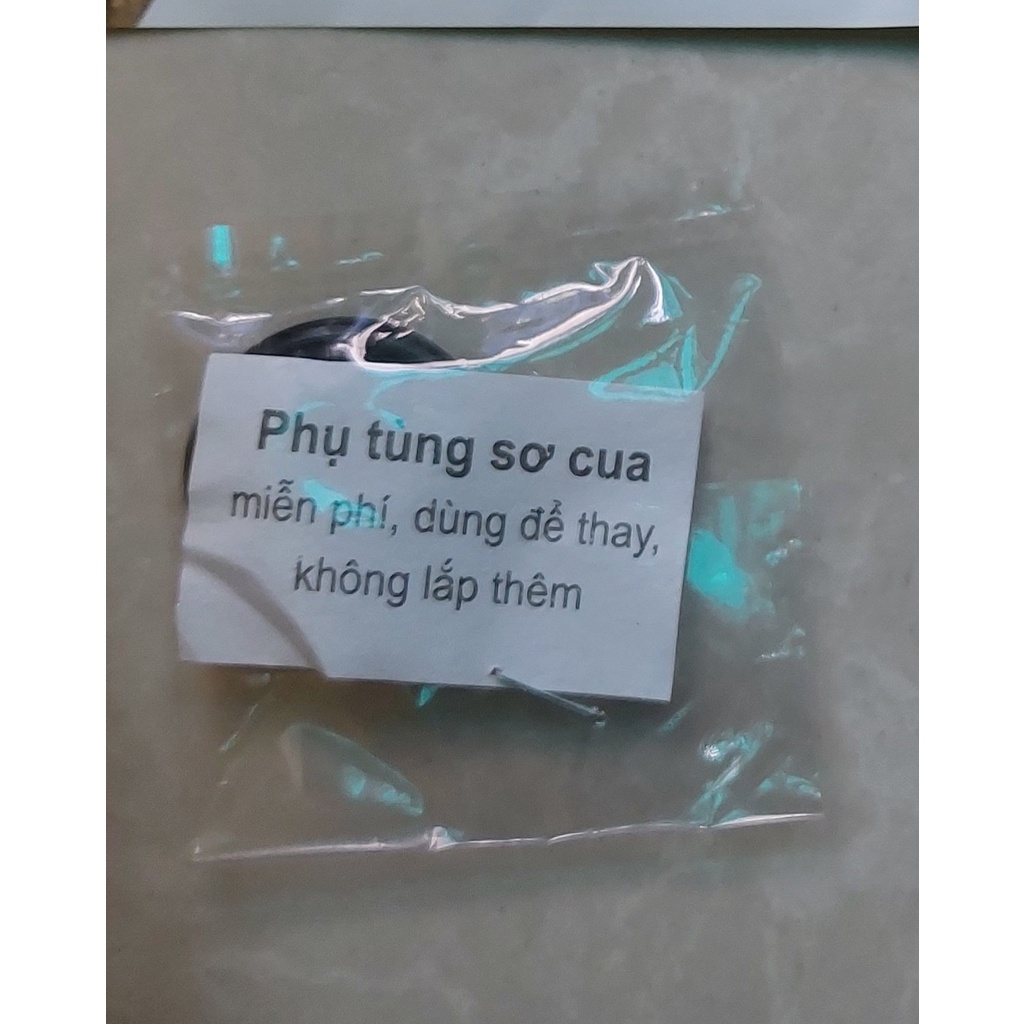 Phụ tùng sơ cua
miễn phí, dùng để thay,
không lắp thêm